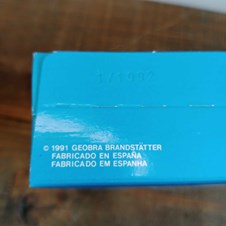 © 1991 GEOBRA BRANDSTÄTTER
FABRICADO EN ESPAÑA
FABRICADO EM ESPANHA